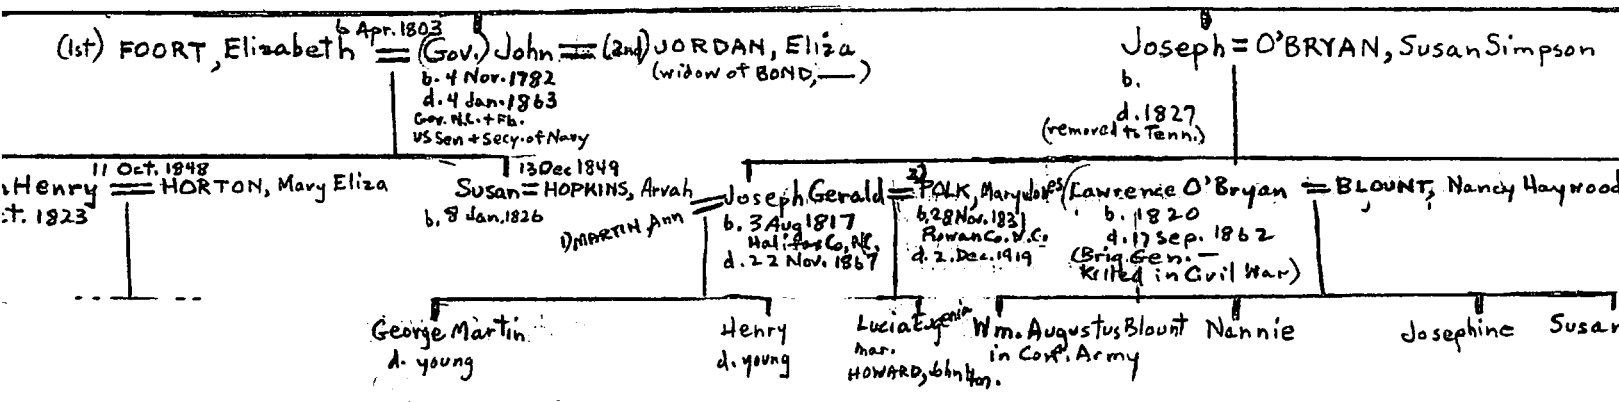 b Apr. 1803
(1st) FOORT, Elizabeth = (Gov.) John = (2nd) JORDAN, Eliza
(widow of BOND, —)
b. 4 Nov. 1782
d. 4 Jan. 1863
Gov. N.C. + Fla.
US Sen + Secy. of Navy
Joseph = O'BRYAN, Susan Simpson
b.
d. 1827
(removed to Tenn.)
Henry = HORTON, Mary Eliza
11 Oct. 1848
t. 1823
13 Dec 1849
Susan = HOPKINS, Arvah
b. 8 Jan. 1826
1) MARTIN, Ann = Joseph Gerald = 2) POLK, Mary
b. 3 Aug 1817
Halifax Co, N.C.
d. 22 Nov. 1867
b. 28 Nov. 1831
Rowan Co. N.C.
d. 2. Dec. 1919
Lawrence O'Bryan = BLOUNT, Nancy Haywood
b. 1820
d. 17 Sep. 1862
(Brig. Gen. —
Killed in Civil War)
George Martin
d. young
Henry
d. young
Lucia Eugenia
mar.
HOWARD, John
Wm. Augustus Blount
in Conf. Army
Nannie
Josephine
Susan